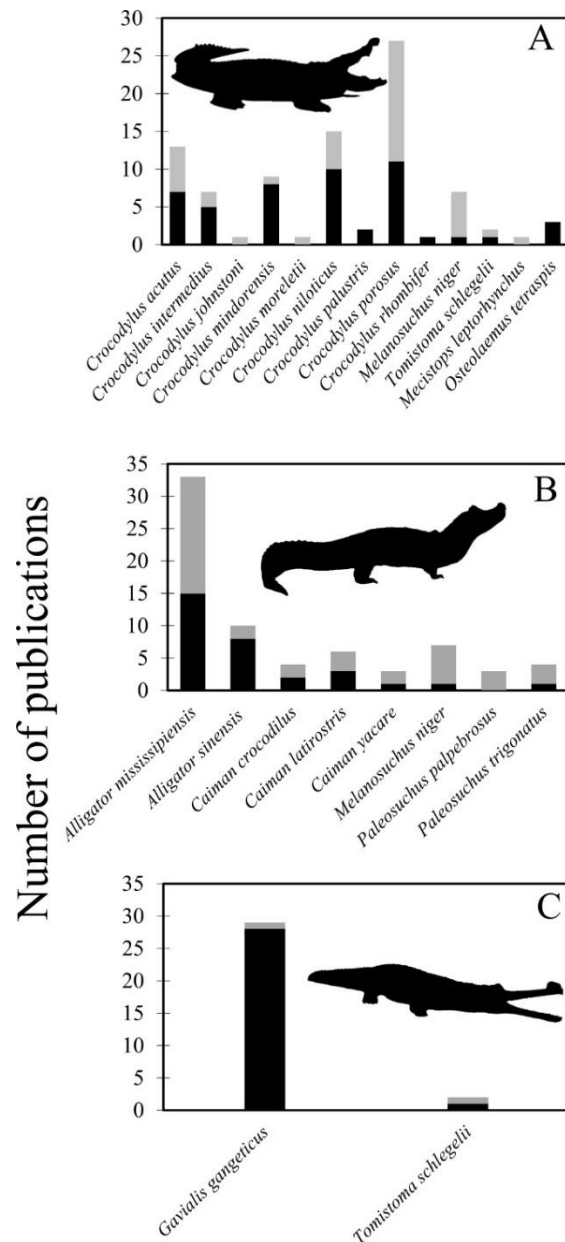 Number of publications
A
30
25
20
15
10
5
0
Crocodylus acutus
Crocodylus intermedius
Crocodylus johnstoni
Crocodylus mindorensis
Crocodylus moreletii
Crocodylus niloticus
Crocodylus palustris
Crocodylus porosus
Crocodylus rhombifer
Melanosuchus niger
Tomistoma schlegelii
Mecistops leptorhynchus
Osteolaemus tetraspis
B
35
30
25
20
15
10
5
0
Alligator mississipiensis
Alligator sinensis
Caiman crocodilus
Caiman latirostris
Caiman yacare
Melanosuchus niger
Paleosuchus palpebrosus
Paleosuchus trigonatus
C
35
30
25
20
15
10
5
0
Gavialis gangeticus
Tomistoma schlegelii